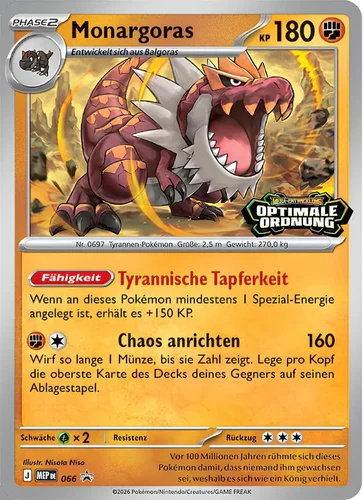 PHASE 2
Monargoras
KP 180
Entwickelt sich aus Balgoras
MEGA-ENTWICKLUNG
OPTIMALE
ORDNUNG
Nr. 0697 Tyrannen-Pokémon Größe: 2,5 m Gewicht: 270,0 kg
Fähigkeit Tyrannische Tapferkeit
Wenn an dieses Pokémon mindestens 1 Spezial-Energie
angelegt ist, erhält es +150 KP.
Chaos anrichten 160
Wirf so lange 1 Münze, bis sie Zahl zeigt. Lege pro Kopf
die oberste Karte des Decks deines Gegners auf seinen
Ablagestapel.
Schwäche ×2 Resistenz Rückzug
Illustr. Nisota Niso
J MEP DE 066
Vor 100 Millionen Jahren rühmte sich dieses
Pokémon damit, dass niemand ihm gewachsen
sei, weshalb es sich wie ein König verhielt.
©2026 Pokémon/Nintendo/Creatures/GAME FREAK